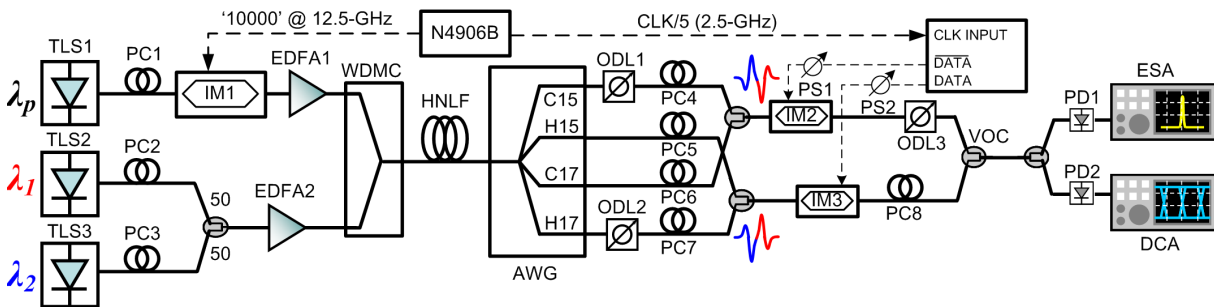 '10000' @ 12.5-GHz
N4906B
CLK/5 (2.5-GHz)
CLK INPUT
DATA
DATA
TLS1
PC1
λp
IM1
EDFA1
WDMC
HNLF
TLS2
PC2
λ1
50
50
EDFA2
TLS3
PC3
λ2
AWG
C15
H15
C17
H17
ODL1
ODL2
PC4
PC5
PC6
PC7
PS1
PS2
IM2
IM3
ODL3
PC8
VOC
PD1
PD2
ESA
DCA